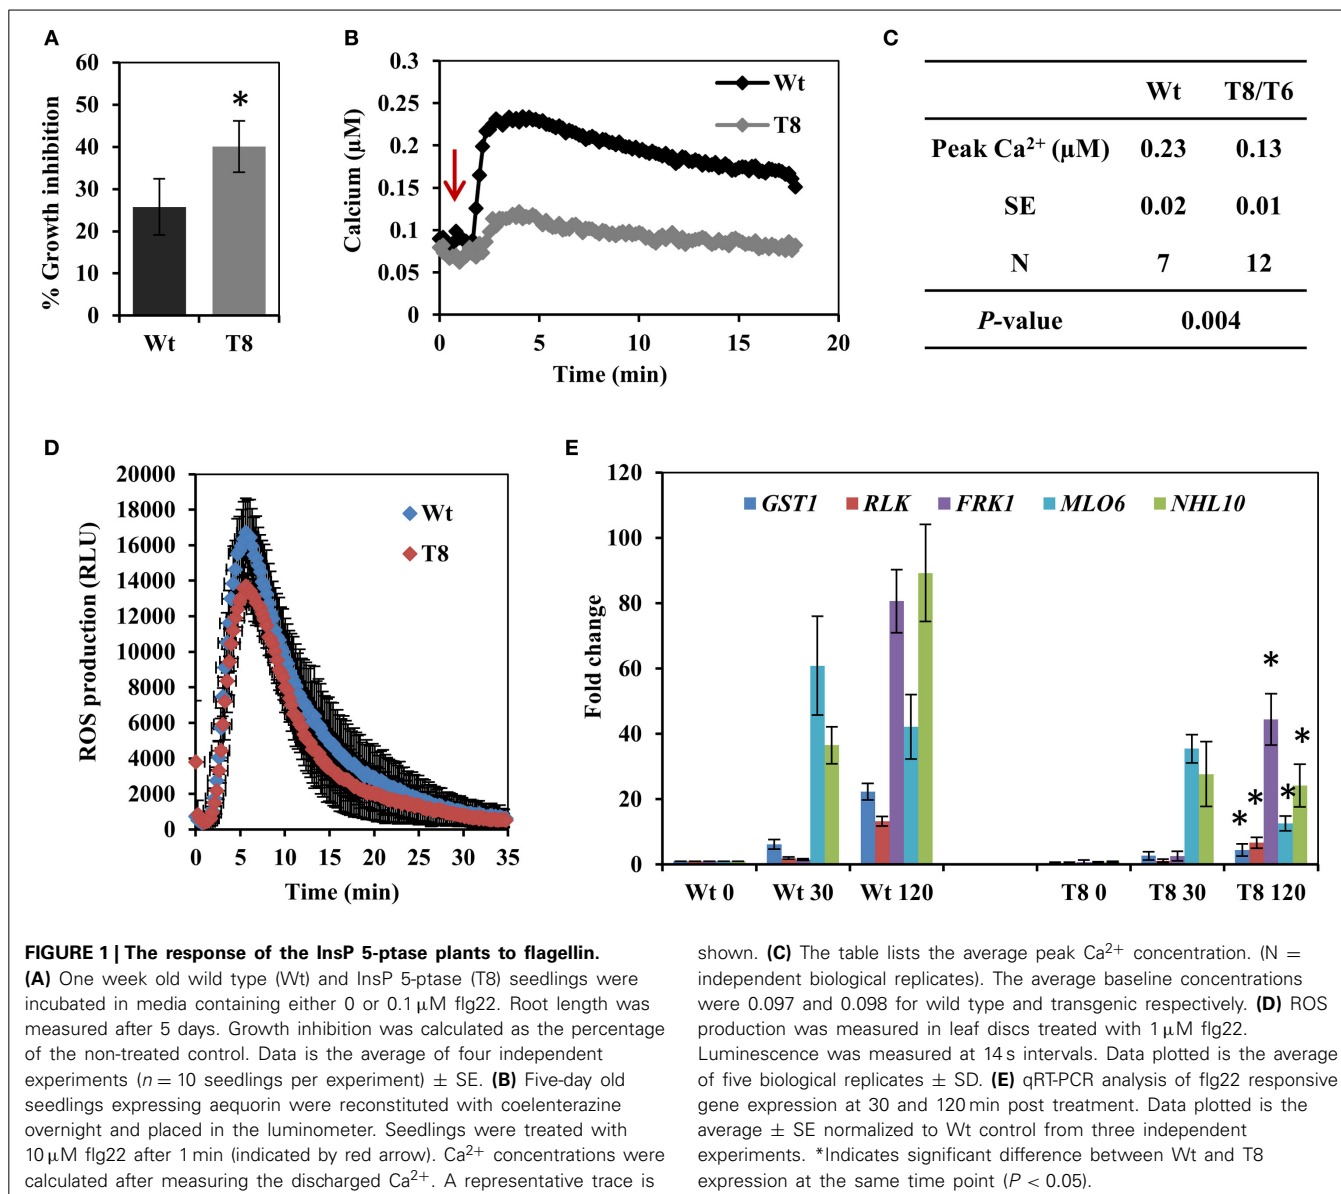 A
60
50
40
30
20
10
0
% Growth inhibition
*
Wt T8
B
0.3
0.25
0.2
0.15
0.1
0.05
0
Calcium (µM)
Wt
T8
0 5 10 15 20
Time (min)
C
Wt T8/T6
Peak Ca²⁺ (µM) 0.23 0.13
SE 0.02 0.01
N 7 12
P-value 0.004
D
20000
18000
16000
14000
12000
10000
8000
6000
4000
2000
0
ROS production (RLU)
Wt
T8
0 5 10 15 20 25 30 35
Time (min)
E
120
100
80
60
40
20
0
Fold change
GST1 RLK FRK1 MLO6 NHL10
* * * * *
Wt 0 Wt 30 Wt 120 T8 0 T8 30 T8 120
FIGURE 1 | The response of the InsP 5-ptase plants to flagellin.
(A) One week old wild type (Wt) and InsP 5-ptase (T8) seedlings were
incubated in media containing either 0 or 0.1 µM flg22. Root length was
measured after 5 days. Growth inhibition was calculated as the percentage
of the non-treated control. Data is the average of four independent
experiments (n = 10 seedlings per experiment) ± SE. (B) Five-day old
seedlings expressing aequorin were reconstituted with coelenterazine
overnight and placed in the luminometer. Seedlings were treated with
10 µM flg22 after 1 min (indicated by red arrow). Ca²⁺ concentrations were
calculated after measuring the discharged Ca²⁺. A representative trace is
shown. (C) The table lists the average peak Ca²⁺ concentration. (N =
independent biological replicates). The average baseline concentrations
were 0.097 and 0.098 for wild type and transgenic respectively. (D) ROS
production was measured in leaf discs treated with 1 µM flg22.
Luminescence was measured at 14 s intervals. Data plotted is the average
of five biological replicates ± SD. (E) qRT-PCR analysis of flg22 responsive
gene expression at 30 and 120 min post treatment. Data plotted is the
average ± SE normalized to Wt control from three independent
experiments. *Indicates significant difference between Wt and T8
expression at the same time point (P < 0.05).